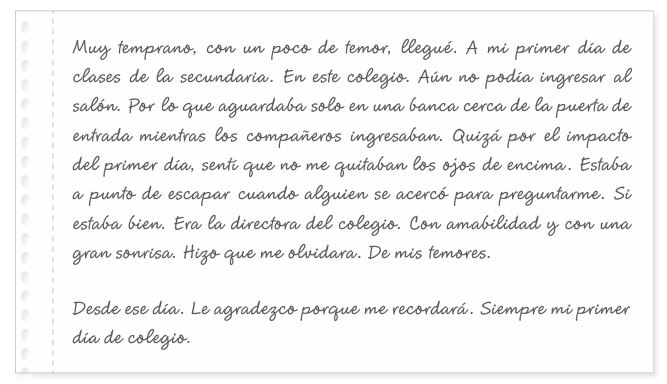 Muy temprano, con un poco de temor, llegué. A mi primer día de
clases de la secundaria. En este colegio. Aún no podía ingresar al
salón. Por lo que aguardaba solo en una banca cerca de la puerta de
entrada mientras los compañeros ingresaban. Quizá por el impacto
del primer día, sentí que no me quitaban los ojos de encima. Estaba
a punto de escapar cuando alguien se acercó para preguntarme. Si
estaba bien. Era la directora del colegio. Con amabilidad y con una
gran sonrisa. Hizo que me olvidara. De mis temores.
Desde ese día. Le agradezco porque me recordará. Siempre mi primer
día de colegio.